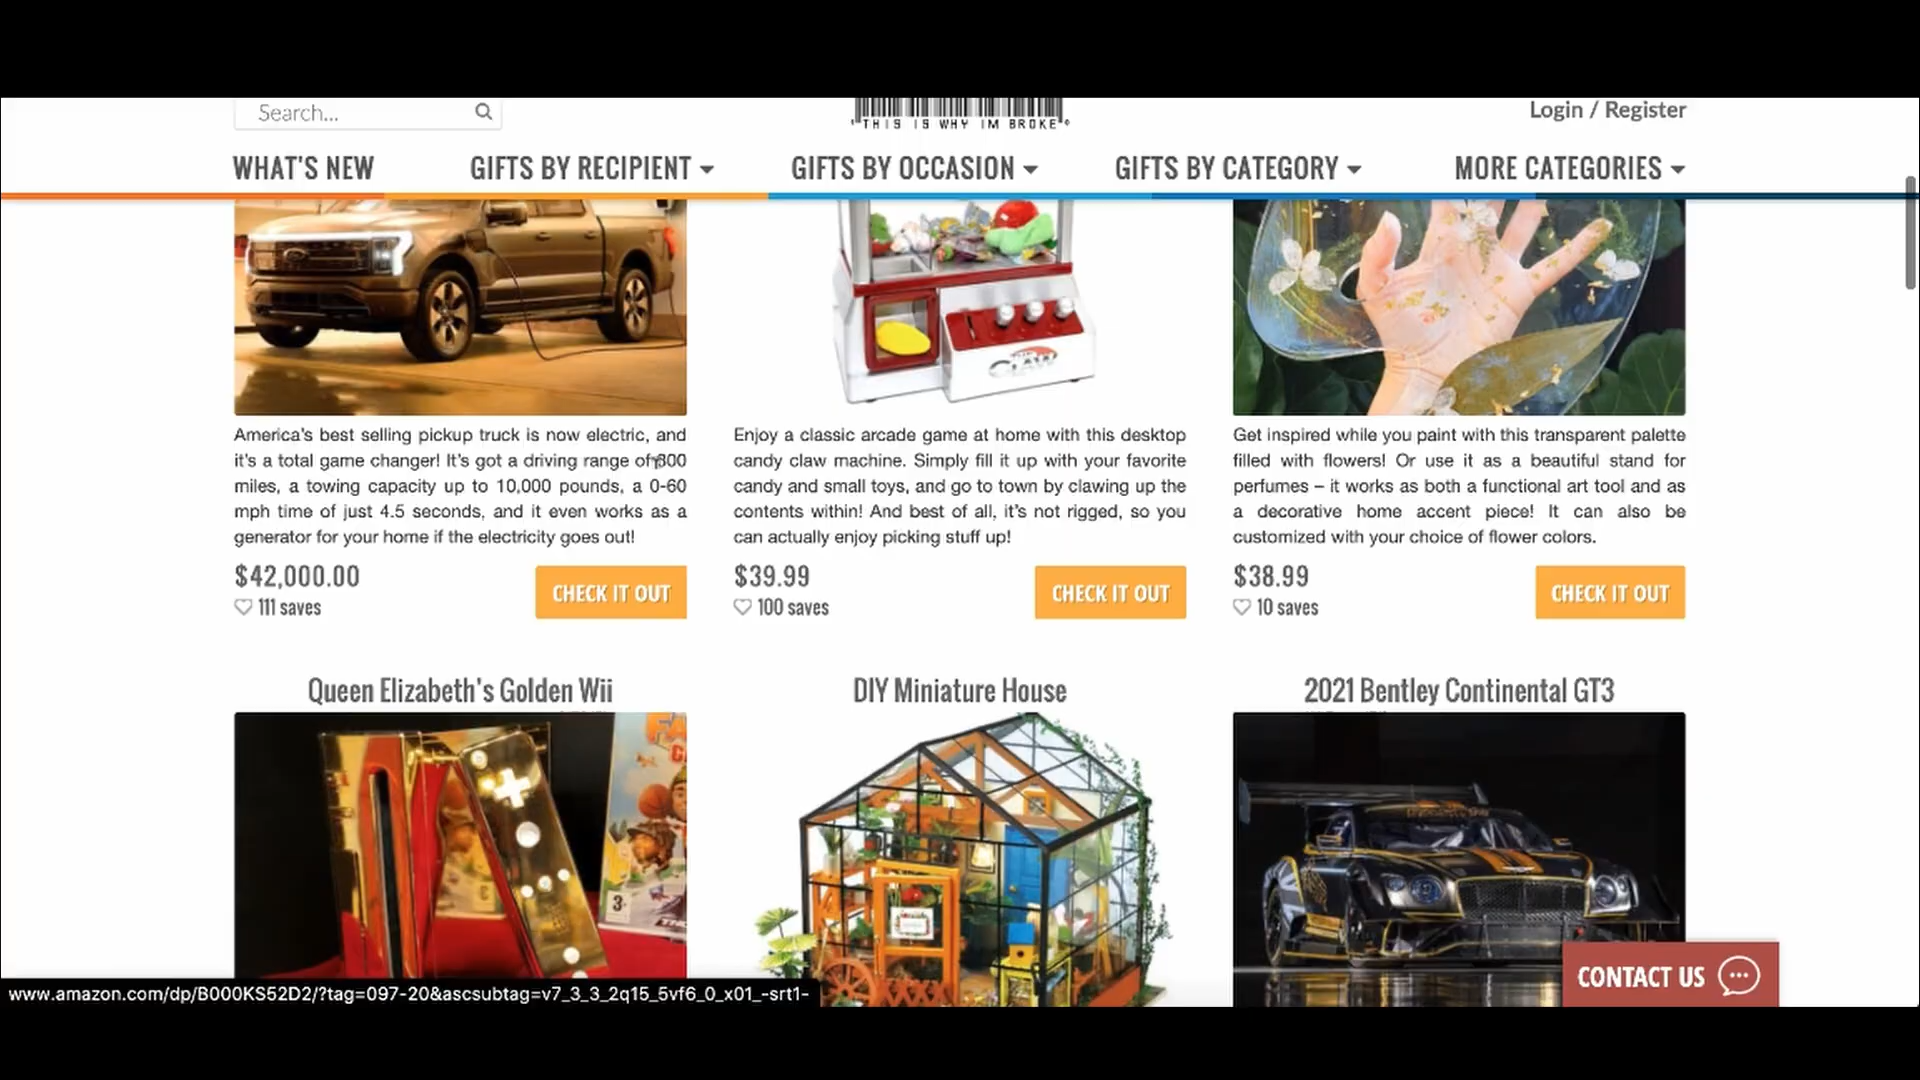 Search...
THIS IS WHY IM BROKE
Login / Register
WHAT'S NEW
GIFTS BY RECIPIENT
GIFTS BY OCCASION
GIFTS BY CATEGORY
MORE CATEGORIES
America's best selling pickup truck is now electric, and
it's a total game changer! It's got a driving range of 300
miles, a towing capacity up to 10,000 pounds, a 0-60
mph time of just 4.5 seconds, and it even works as a
generator for your home if the electricity goes out!
$42,000.00
111 saves
CHECK IT OUT
Enjoy a classic arcade game at home with this desktop
candy claw machine. Simply fill it up with your favorite
candy and small toys, and go to town by clawing up the
contents within! And best of all, it's not rigged, so you
can actually enjoy picking stuff up!
$39.99
100 saves
CHECK IT OUT
Get inspired while you paint with this transparent palette
filled with flowers! Or use it as a beautiful stand for
perfumes – it works as both a functional art tool and as
a decorative home accent piece! It can also be
customized with your choice of flower colors.
$38.99
10 saves
CHECK IT OUT
Queen Elizabeth's Golden Wii
DIY Miniature House
2021 Bentley Continental GT3
3+
CONTACT US
www.amazon.com/dp/B000KS52D2/?tag=097-20&ascsubtag=v7_3_3_2q15_5vf6_0_x01_-srt1-